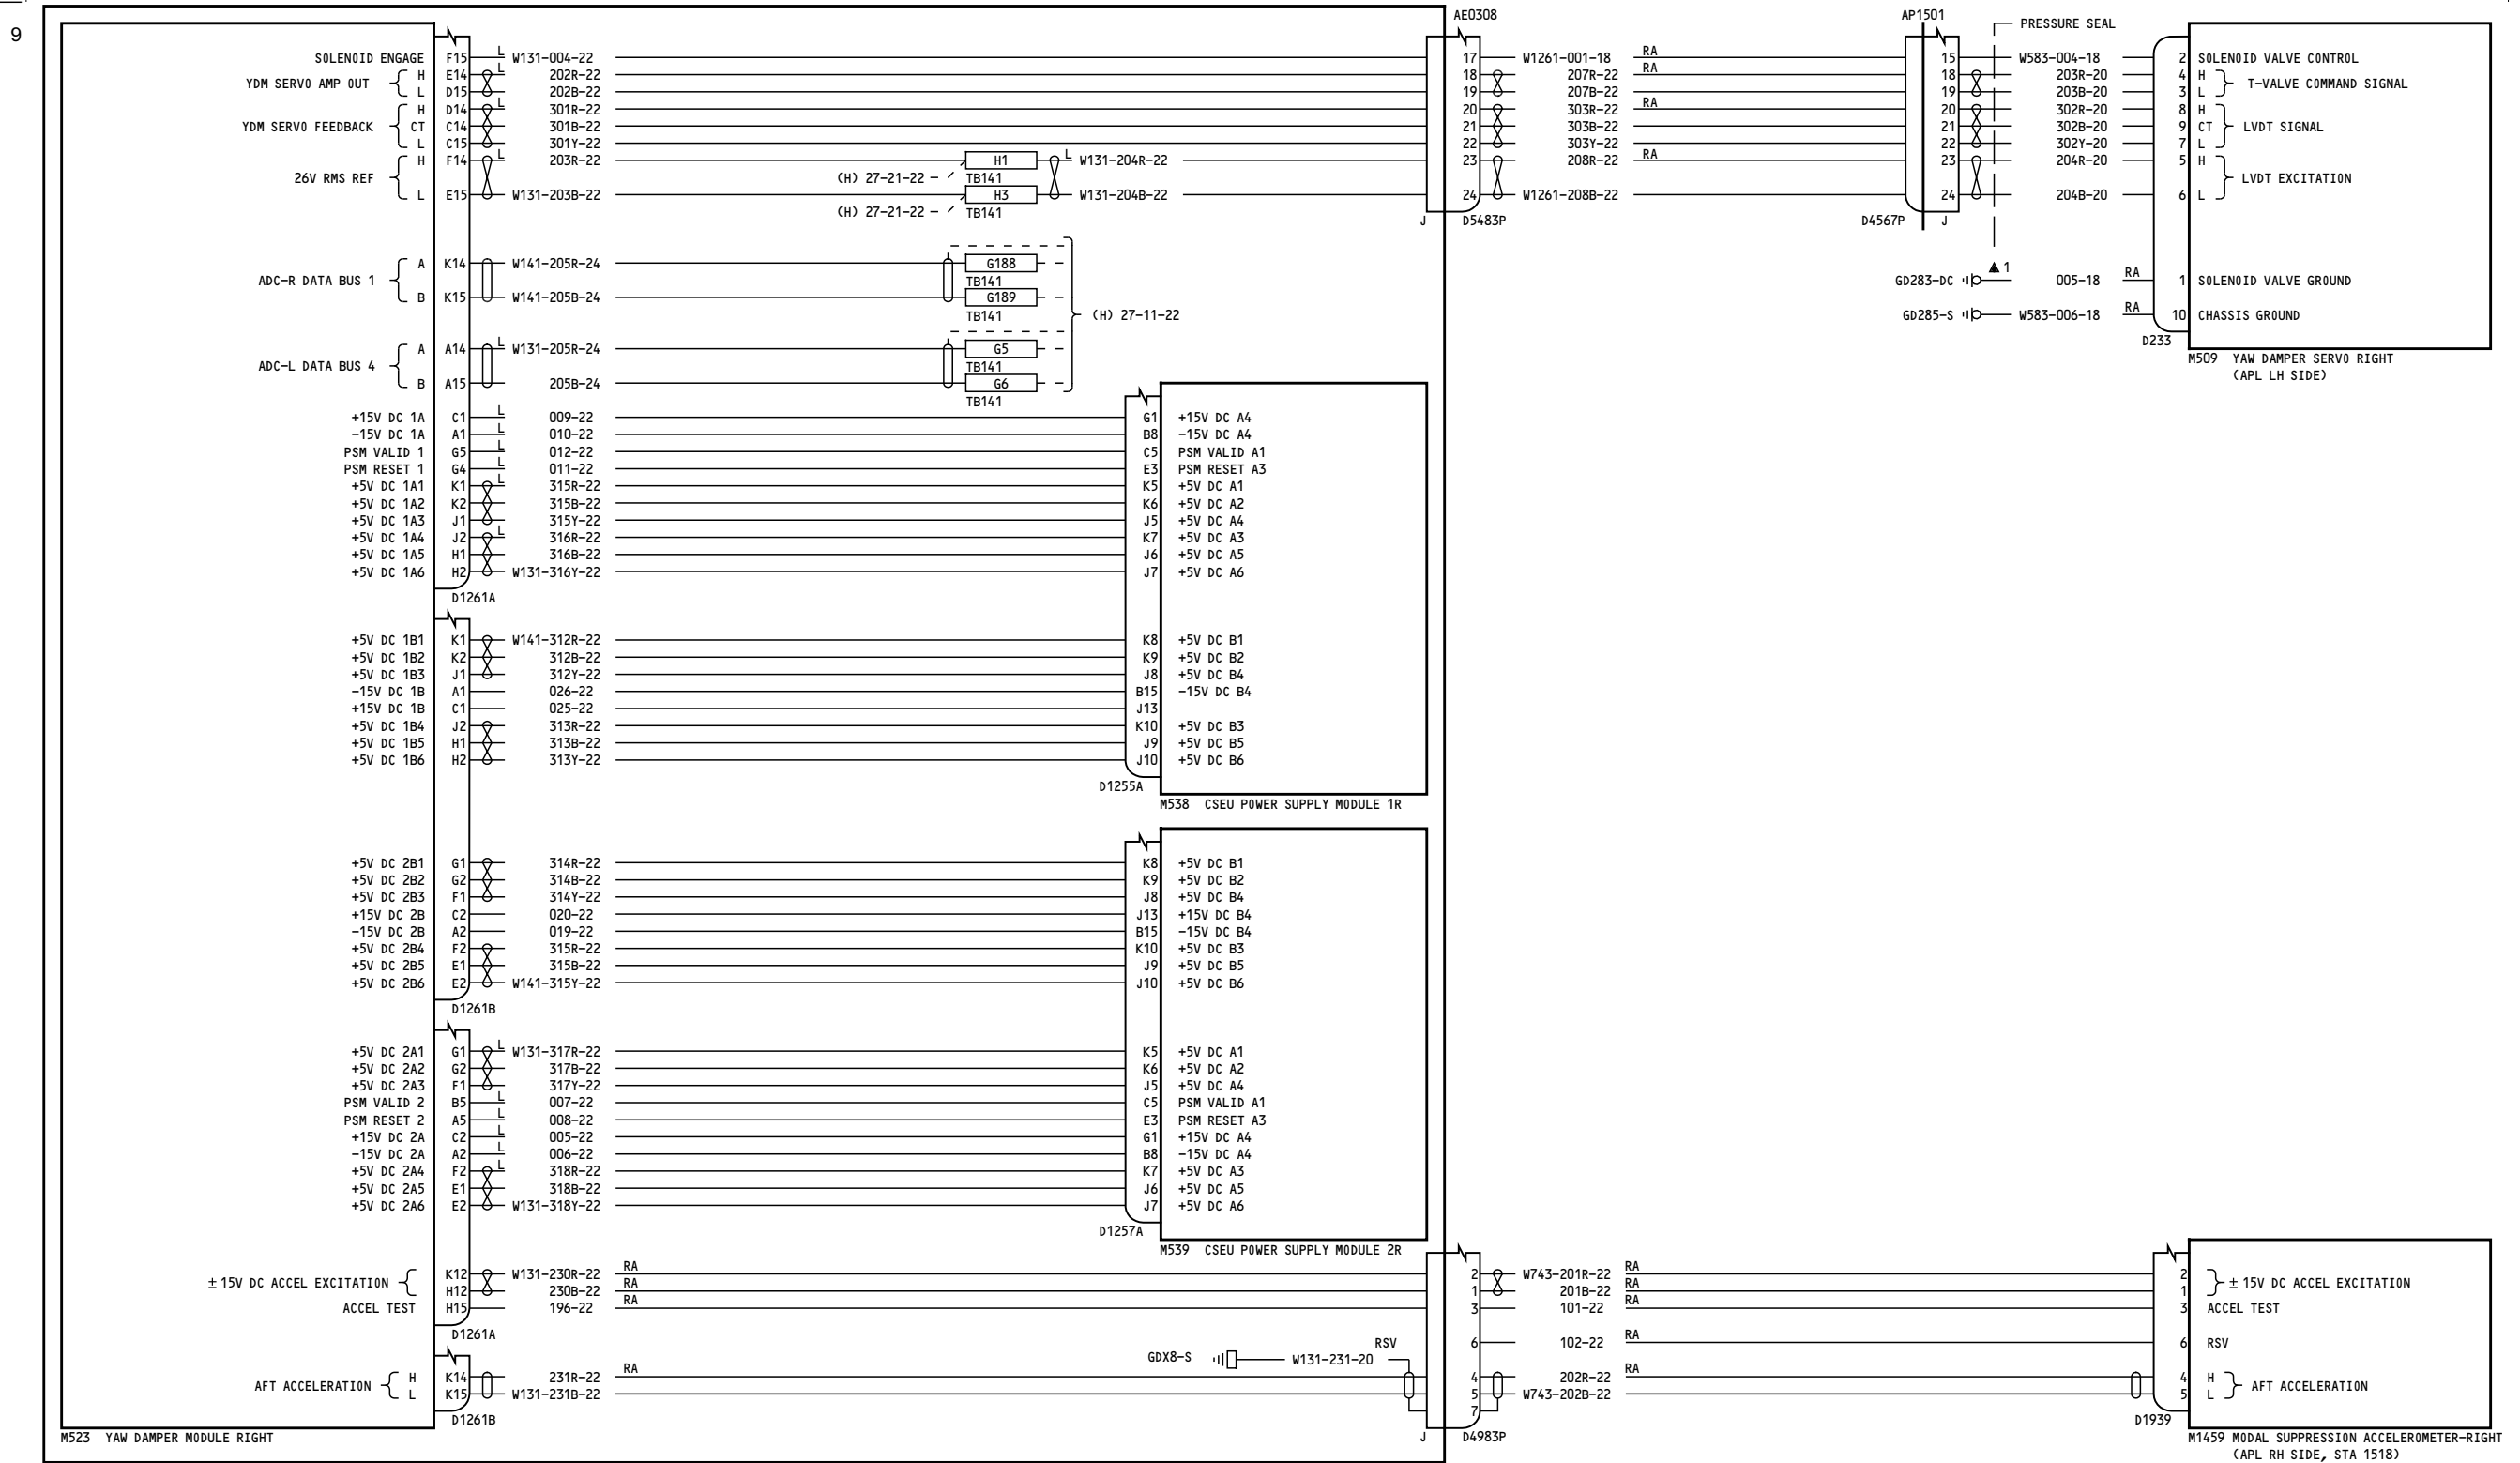 9
AE0308 AP1501
PRESSURE SEAL
SOLENOID ENGAGE F15 L W131-004-22 17 W1261-001-18 RA 15 W583-004-18 2 SOLENOID VALVE CONTROL
H E14 L 202R-22 18 207R-22 RA 18 203R-20 4 H
YDM SERVO AMP OUT T-VALVE COMMAND SIGNAL
L D15 202B-22 19 207B-22 19 203B-20 3 L
H D14 L 301R-22 20 303R-22 RA 20 302R-20 8 H
YDM SERVO FEEDBACK CT C14 301B-22 21 303B-22 21 302B-20 9 CT LVDT SIGNAL
L C15 301Y-22 22 303Y-22 22 302Y-20 7 L
H F14 L 203R-22 H1 L W131-204R-22 23 208R-22 RA 23 204R-20 5 H
26V RMS REF (H) 27-21-22 TB141 LVDT EXCITATION
L E15 W131-203B-22 H3 W131-204B-22 24 W1261-208B-22 24 204B-20 6 L
(H) 27-21-22 TB141
J D5483P D4567P J
A K14 W141-205R-24 G188
ADC-R DATA BUS 1 TB141 GD283-DC ▲1 005-18 RA 1 SOLENOID VALVE GROUND
B K15 W141-205B-24 G189
TB141 (H) 27-11-22 GD285-S W583-006-18 RA 10 CHASSIS GROUND
D233
A A14 L W131-205R-24 G5
M509 YAW DAMPER SERVO RIGHT
ADC-L DATA BUS 4 TB141
(APL LH SIDE)
B A15 205B-24 G6
TB141
+15V DC 1A C1 L 009-22 G1 +15V DC A4
-15V DC 1A A1 L 010-22 B8 -15V DC A4
PSM VALID 1 G5 L 012-22 C5 PSM VALID A1
PSM RESET 1 G4 L 011-22 E3 PSM RESET A3
+5V DC 1A1 K1 L 315R-22 K5 +5V DC A1
+5V DC 1A2 K2 315B-22 K6 +5V DC A2
+5V DC 1A3 J1 315Y-22 J5 +5V DC A4
+5V DC 1A4 J2 L 316R-22 K7 +5V DC A3
+5V DC 1A5 H1 316B-22 J6 +5V DC A5
+5V DC 1A6 H2 W131-316Y-22 J7 +5V DC A6
D1261A
+5V DC 1B1 K1 W141-312R-22 K8 +5V DC B1
+5V DC 1B2 K2 312B-22 K9 +5V DC B2
+5V DC 1B3 J1 312Y-22 J8 +5V DC B4
-15V DC 1B A1 026-22 B15 -15V DC B4
+15V DC 1B C1 025-22 J13
+5V DC 1B4 J2 313R-22 K10 +5V DC B3
+5V DC 1B5 H1 313B-22 J9 +5V DC B5
+5V DC 1B6 H2 313Y-22 J10 +5V DC B6
D1255A
M538 CSEU POWER SUPPLY MODULE 1R
+5V DC 2B1 G1 314R-22 K8 +5V DC B1
+5V DC 2B2 G2 314B-22 K9 +5V DC B2
+5V DC 2B3 F1 314Y-22 J8 +5V DC B4
+15V DC 2B C2 020-22 J13 +15V DC B4
-15V DC 2B A2 019-22 B15 -15V DC B4
+5V DC 2B4 F2 315R-22 K10 +5V DC B3
+5V DC 2B5 E1 315B-22 J9 +5V DC B5
+5V DC 2B6 E2 W141-315Y-22 J10 +5V DC B6
D1261B
+5V DC 2A1 G1 L W131-317R-22 K5 +5V DC A1
+5V DC 2A2 G2 317B-22 K6 +5V DC A2
+5V DC 2A3 F1 317Y-22 J5 +5V DC A4
PSM VALID 2 B5 L 007-22 C5 PSM VALID A1
PSM RESET 2 A5 L 008-22 E3 PSM RESET A3
+15V DC 2A C2 L 005-22 G1 +15V DC A4
-15V DC 2A A2 L 006-22 B8 -15V DC A4
+5V DC 2A4 F2 L 318R-22 K7 +5V DC A3
+5V DC 2A5 E1 318B-22 J6 +5V DC A5
+5V DC 2A6 E2 W131-318Y-22 J7 +5V DC A6
D1257A
M539 CSEU POWER SUPPLY MODULE 2R
K12 W131-230R-22 RA 2 W743-201R-22 RA 2
±15V DC ACCEL EXCITATION ±15V DC ACCEL EXCITATION
H12 230B-22 RA 1 201B-22 RA 1
ACCEL TEST H15 196-22 RA 3 101-22 RA 3 ACCEL TEST
D1261A
RSV 6 102-22 RA 6 RSV
GDX8-S W131-231-20
H K14 231R-22 RA 4 202R-22 RA 4 H
AFT ACCELERATION AFT ACCELERATION
L K15 W131-231B-22 5 W743-202B-22 5 L
7
D1261B D1939
M523 YAW DAMPER MODULE RIGHT J D4983P M1459 MODAL SUPPRESSION ACCELEROMETER-RIGHT
(APL RH SIDE, STA 1518)